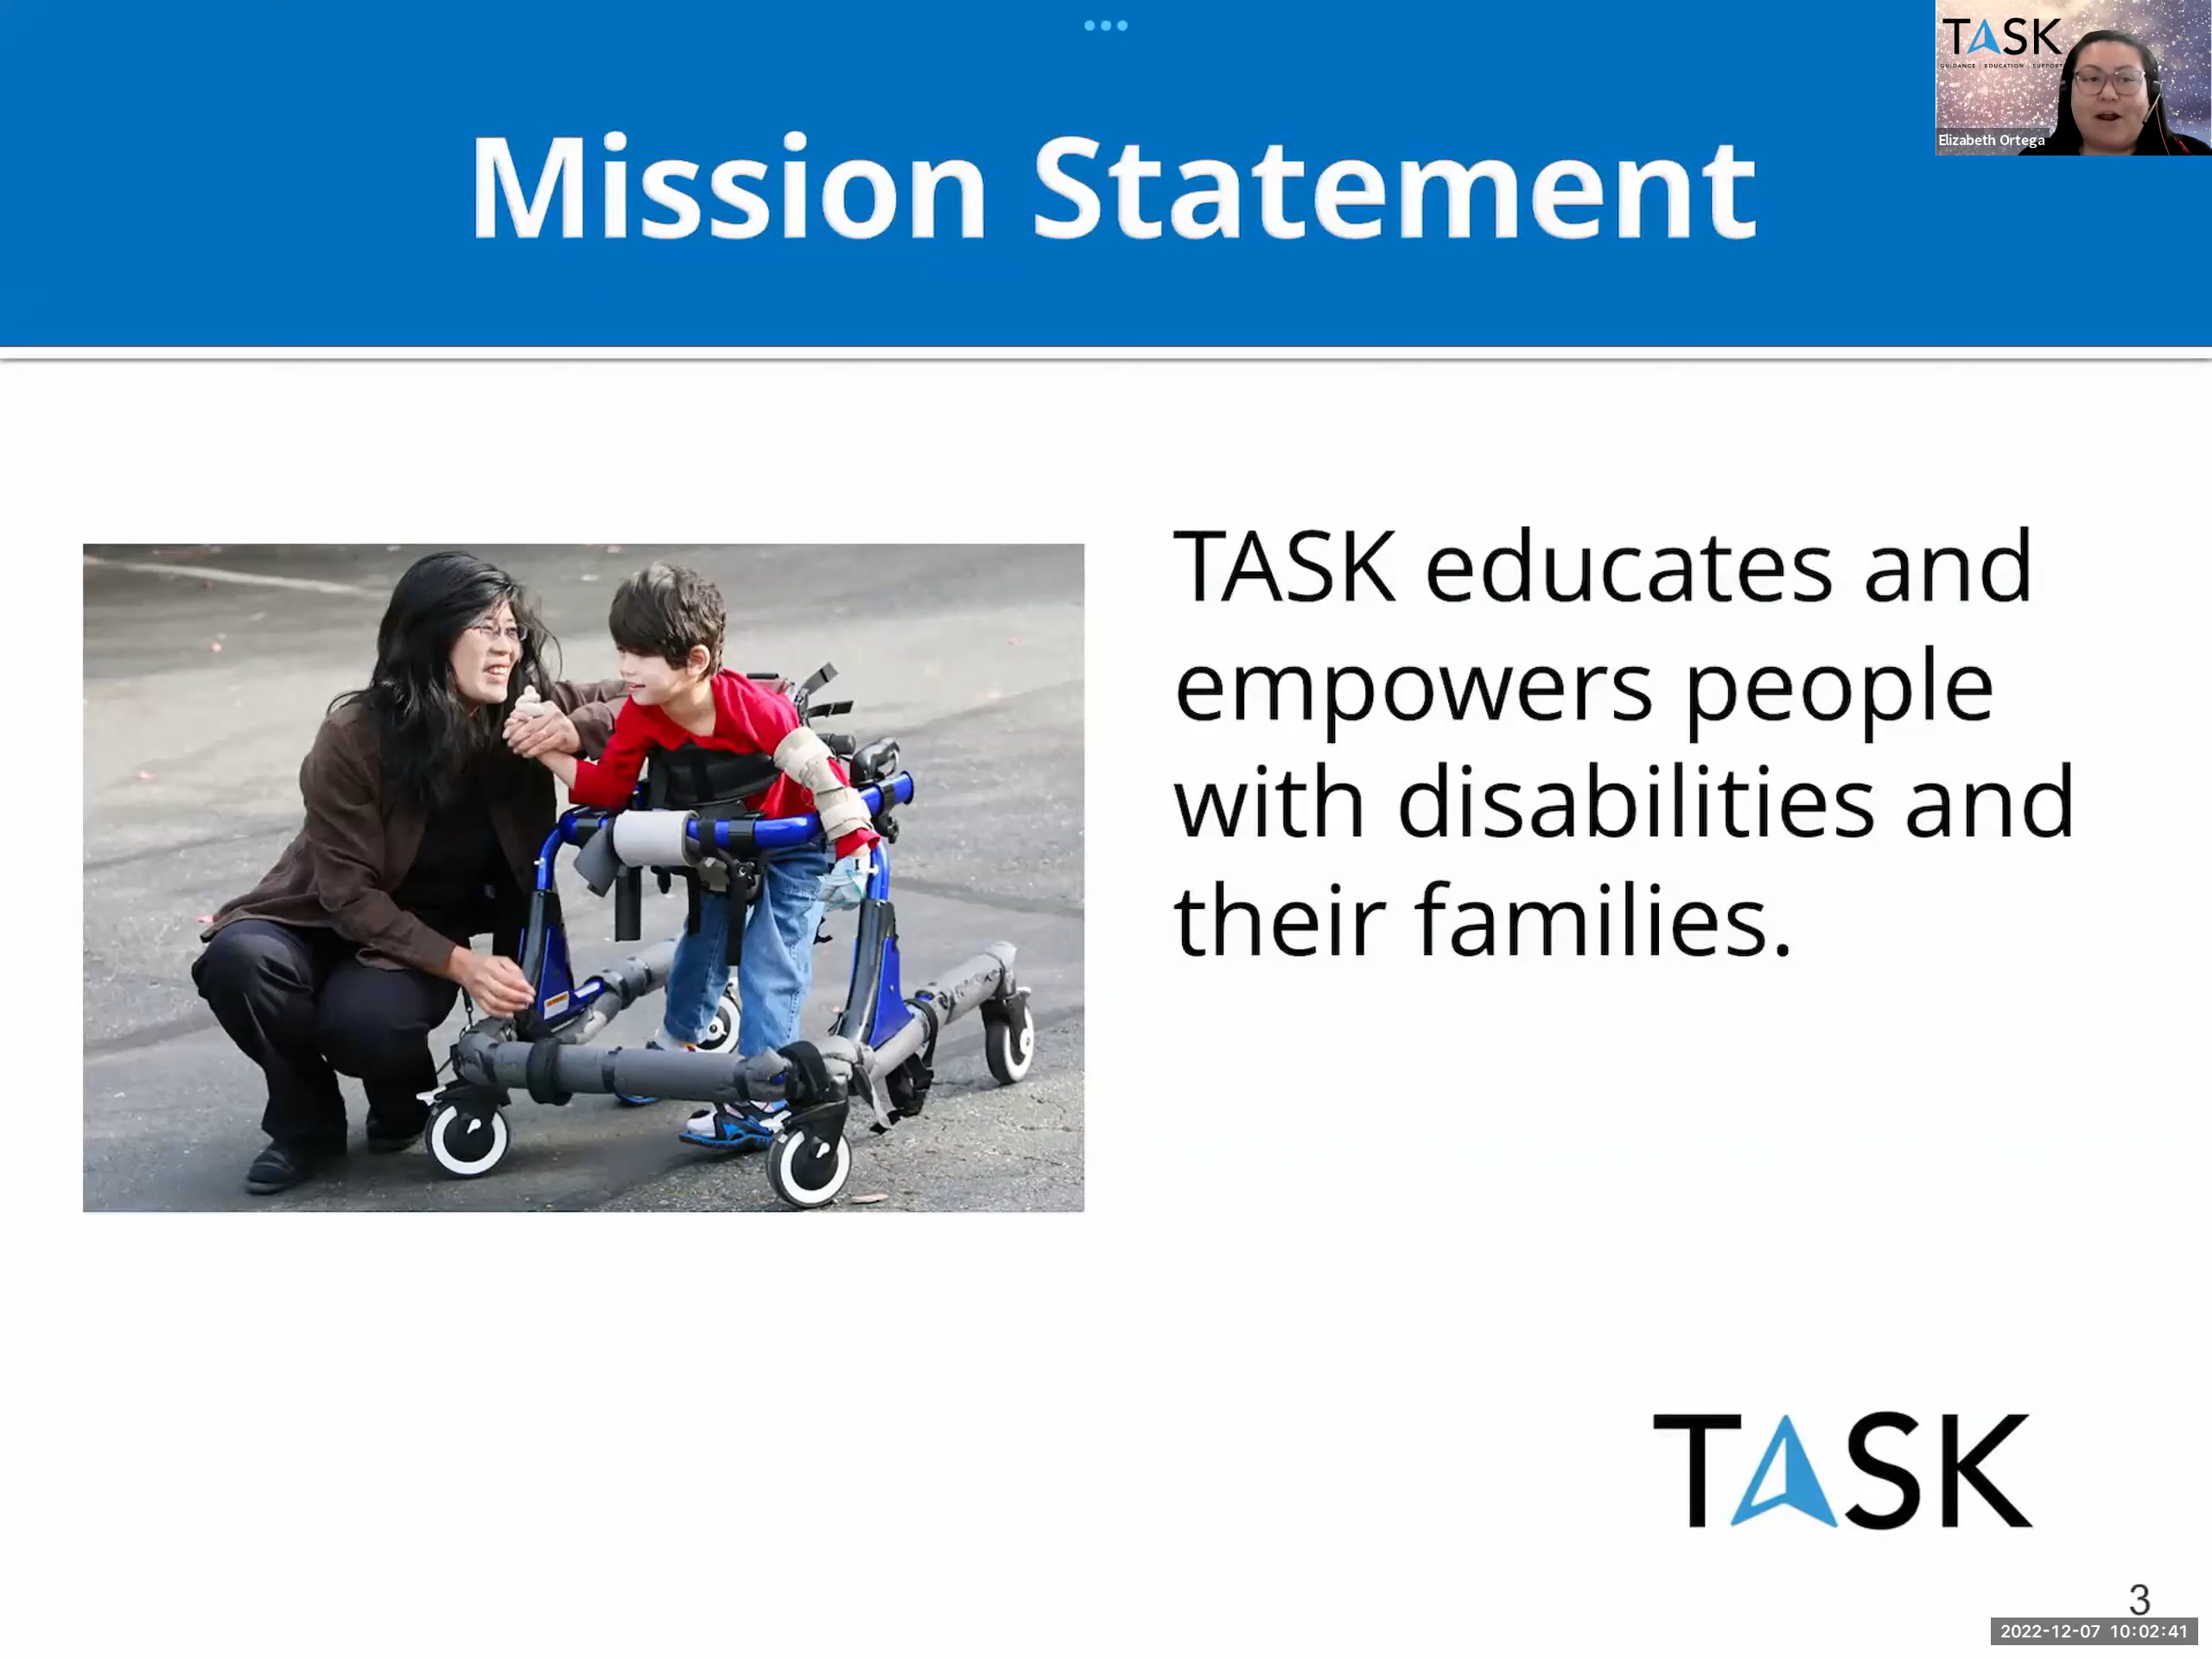 TASK
GUIDANCE | EDUCATION | SUPPORT
Elizabeth Ortega
Mission Statement
TASK educates and
empowers people
with disabilities and
their families.
TASK
3
2022-12-07 10:02:41